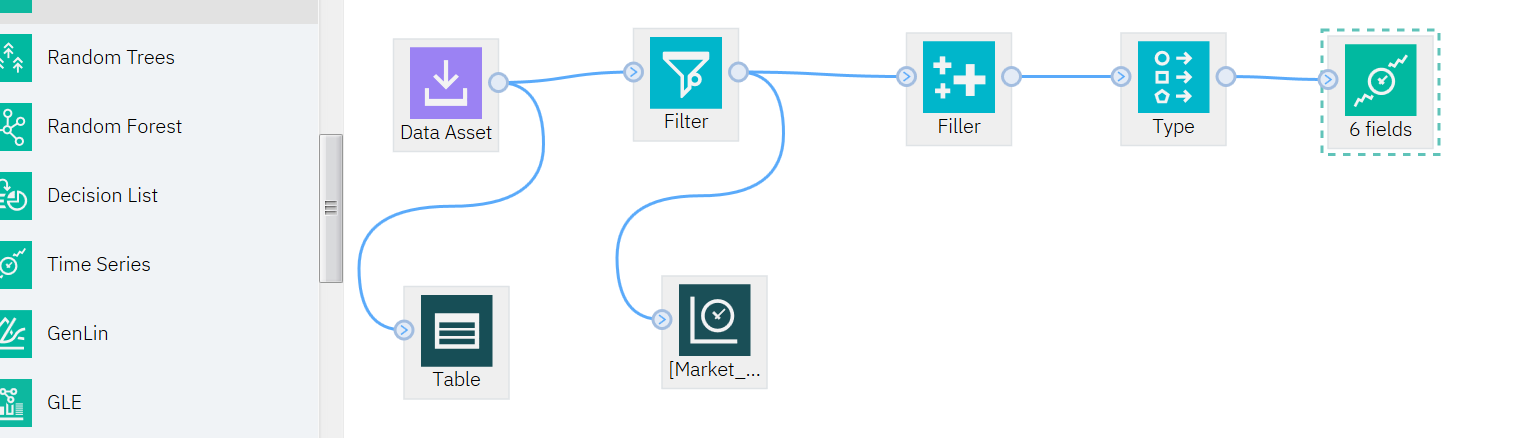 Random Trees
Random Forest
Decision List
Time Series
GenLin
GLE
Data Asset
Filter
Filler
Type
6 fields
Table
[Market_...